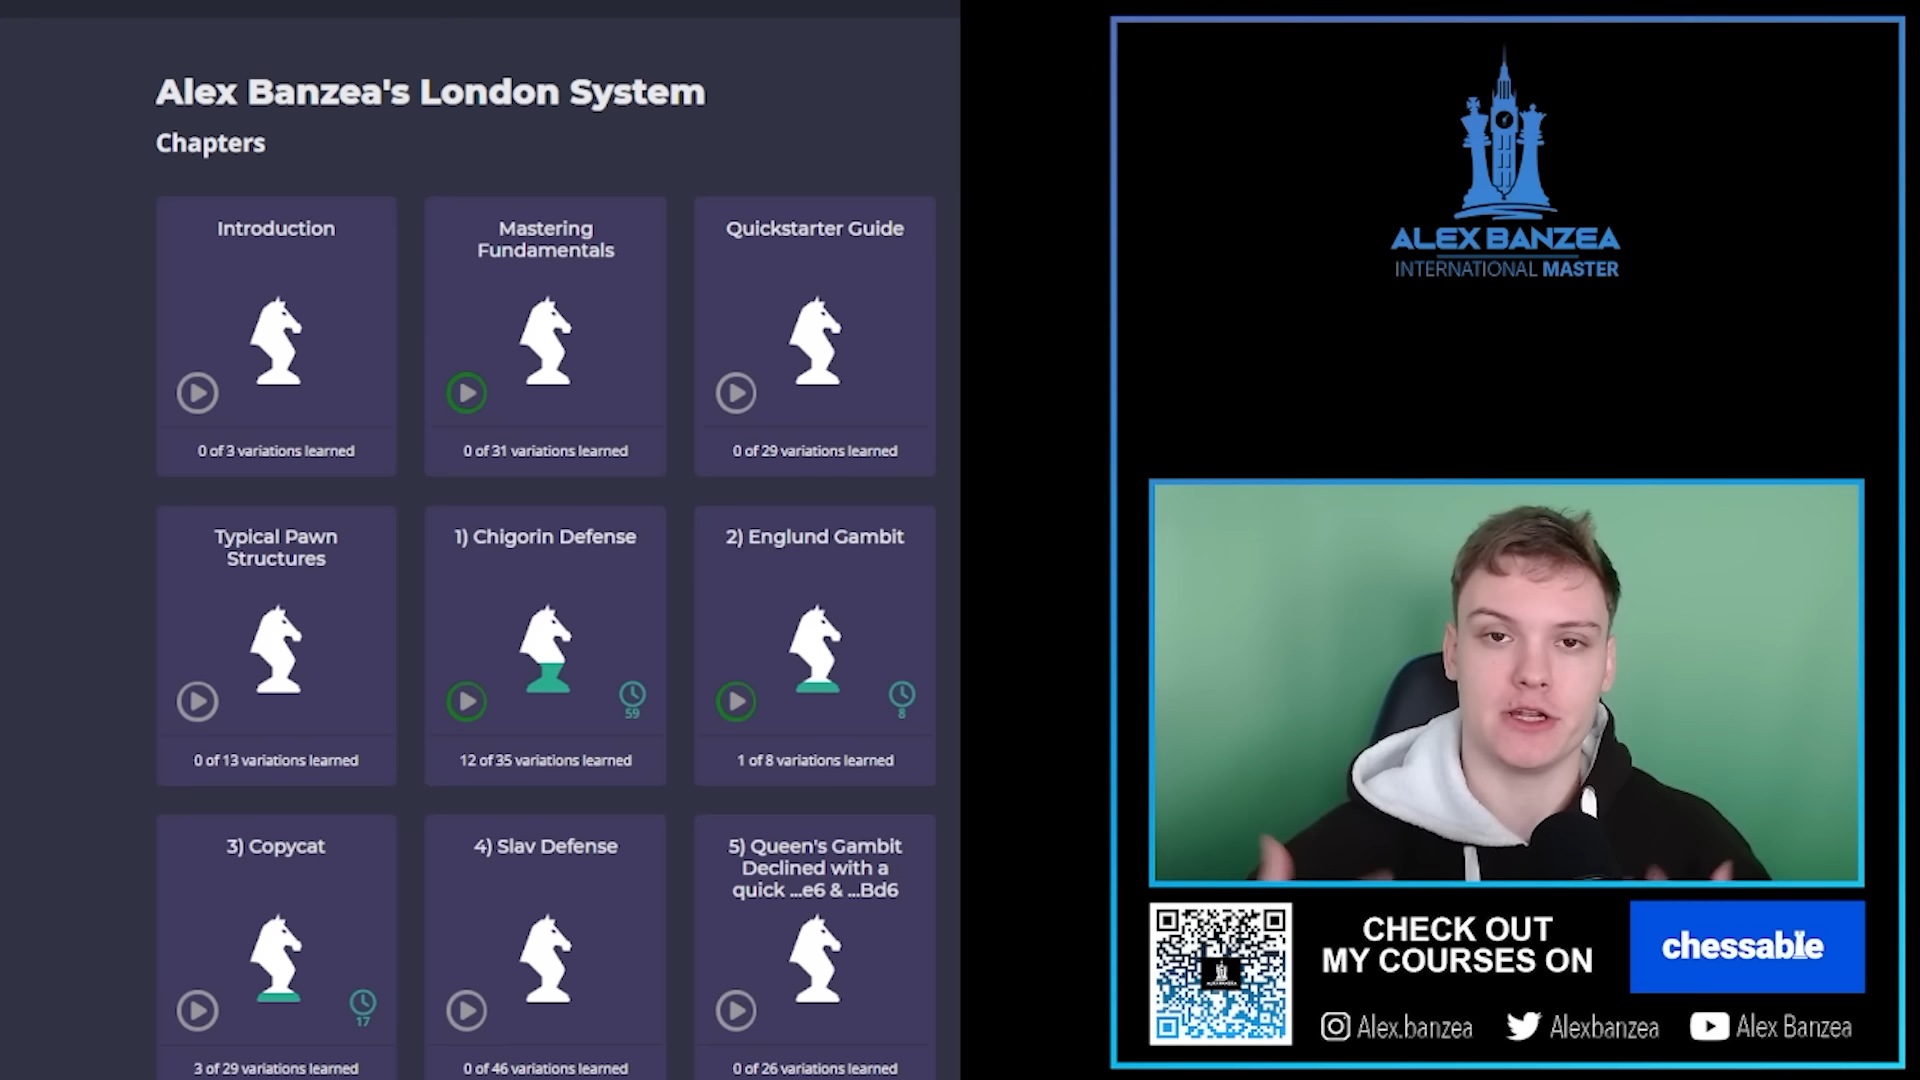 Alex Banzea's London System
Chapters
Introduction
0 of 3 variations learned
Mastering
Fundamentals
0 of 31 variations learned
Quickstarter Guide
0 of 29 variations learned
Typical Pawn
Structures
0 of 13 variations learned
1) Chigorin Defense
59
12 of 35 variations learned
2) Englund Gambit
8
1 of 8 variations learned
3) Copycat
17
3 of 29 variations learned
4) Slav Defense
0 of 46 variations learned
5) Queen's Gambit
Declined with a
quick ...e6 & ...Bd6
0 of 26 variations learned
ALEX BANZEA
INTERNATIONAL MASTER
CHECK OUT
MY COURSES ON
chessable
Alex.banzea
Alexbanzea
Alex Banzea